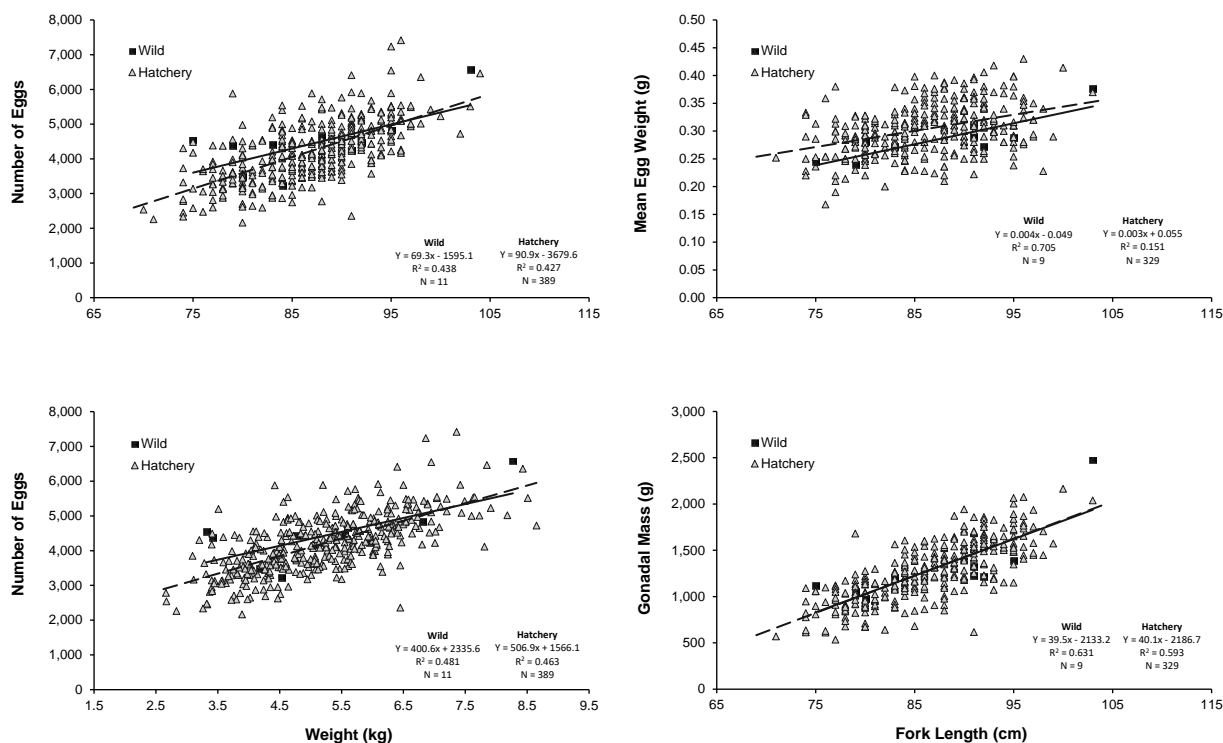 8,000
7,000
6,000
5,000
4,000
3,000
2,000
1,000
0
Number of Eggs
Wild
Hatchery
Wild Hatchery
Y = 69.3x - 1595.1 Y = 90.9x - 3679.6
R² = 0.438 R² = 0.427
N = 11 N = 389
65 75 85 95 105 115
0.50
0.45
0.40
0.35
0.30
0.25
0.20
0.15
0.10
0.05
0.00
Mean Egg Weight (g)
Wild
Hatchery
Wild Hatchery
Y = 0.004x - 0.049 Y = 0.003x + 0.055
R² = 0.705 R² = 0.151
N = 9 N = 329
65 75 85 95 105 115
8,000
7,000
6,000
5,000
4,000
3,000
2,000
1,000
0
Number of Eggs
Wild
Hatchery
Wild Hatchery
Y = 400.6x + 2335.6 Y = 506.9x + 1566.1
R² = 0.481 R² = 0.463
N = 11 N = 389
1.5 2.5 3.5 4.5 5.5 6.5 7.5 8.5 9.5
Weight (kg)
3,000
2,500
2,000
1,500
1,000
500
0
Gonadal Mass (g)
Wild
Hatchery
Wild Hatchery
Y = 39.5x - 2133.2 Y = 40.1x - 2186.7
R² = 0.631 R² = 0.593
N = 9 N = 329
65 75 85 95 105 115
Fork Length (cm)